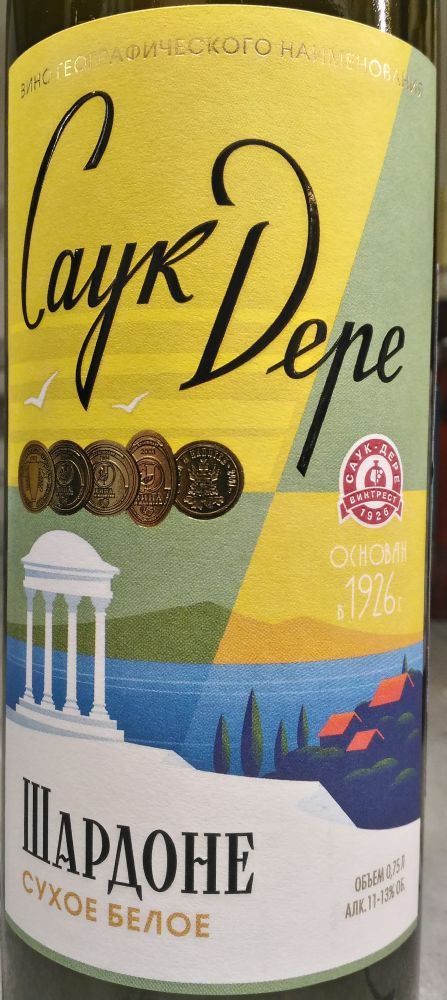 ВИНО ГЕОГРАФИЧЕСКОГО НАИМЕНОВАНИЯ
Саук Дере
САУК-ДЕРЕ
ВИНТРЕСТ
1926
ОСНОВАН
в 1926 г.
ШАРДОНЕ
СУХОЕ БЕЛОЕ
ОБЪЕМ 0,75 Л
АЛК. 11-13% ОБ.